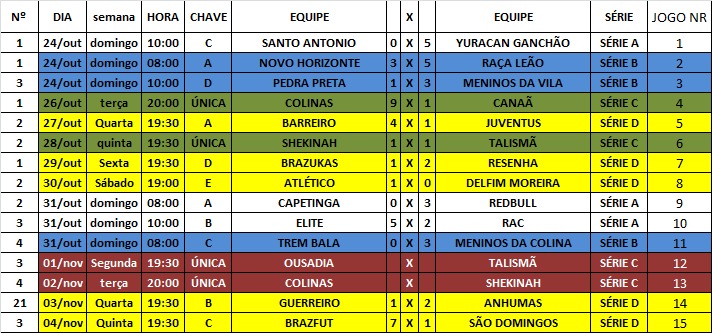 Nº DIA semana HORA CHAVE EQUIPE X EQUIPE SÉRIE JOGO NR
1 24/out domingo 10:00 C SANTO ANTONIO 0 X 5 YURACAN GANCHÃO SÉRIE A 1
1 24/out domingo 08:00 A NOVO HORIZONTE 3 X 5 RAÇA LEÃO SÉRIE B 2
3 24/out domingo 10:00 D PEDRA PRETA 1 X 3 MENINOS DA VILA SÉRIE B 3
1 26/out terça 20:00 ÚNICA COLINAS 9 X 1 CANAÃ SÉRIE C 4
2 27/out Quarta 19:30 A BARREIRO 4 X 1 JUVENTUS SÉRIE D 5
2 28/out quinta 19:30 ÚNICA SHEKINAH 1 X 1 TALISMÃ SÉRIE C 6
1 29/out Sexta 19:30 D BRAZUKAS 1 X 2 RESENHA SÉRIE D 7
2 30/out Sábado 19:30 E ATLÉTICO 1 X 0 DELFIM MOREIRA SÉRIE D 8
2 31/out domingo 08:00 A CAPETINGA 0 X 3 REDBULL SÉRIE A 9
3 31/out domingo 10:00 B ELITE 5 X 2 RAC SÉRIE A 10
4 31/out domingo 08:00 C TREM BALA 0 X 3 MENINOS DA COLINA SÉRIE B 11
3 01/nov Segunda 19:30 ÚNICA OUSADIA X TALISMÃ SÉRIE C 12
4 02/nov terça 20:00 ÚNICA COLINAS X SHEKINAH SÉRIE C 13
21 03/nov Quarta 19:30 B GUERREIRO 1 X 2 ANHUMAS SÉRIE D 14
3 04/nov Quinta 19:30 C BRAZFUT 7 X 1 SÃO DOMINGOS SÉRIE D 15